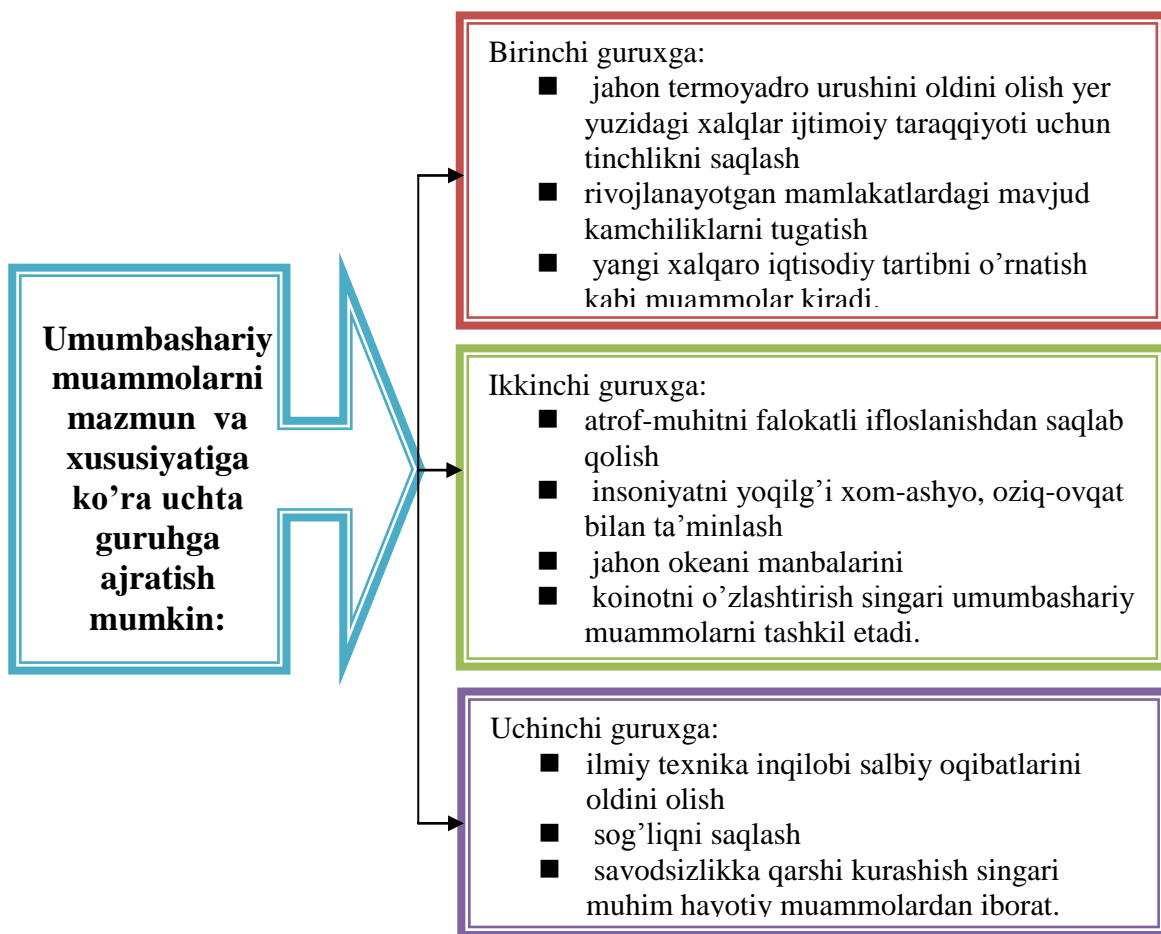 Umumbashariy
muammolarni
mazmun va
xususiyatiga
ko’ra uchta
guruhga
ajratish
mumkin:
Birinchi guruxga:
■ jahon termoyadro urushini oldini olish yer
yuzidagi xalqlar ijtimoiy taraqqiyoti uchun
tinchlikni saqlash
■ rivojlanayotgan mamlakatlardagi mavjud
kamchiliklarni tugatish
■ yangi xalqaro iqtisodiy tartibni o’rnatish
kabi muammolar kiradi.
Ikkinchi guruxga:
■ atrof-muhitni falokatli ifloslanishdan saqlab
qolish
■ insoniyatni yoqilg’i xom-ashyo, oziq-ovqat
bilan ta’minlash
■ jahon okeani manbalarini
■ koinotni o’zlashtirish singari umumbashariy
muammolarni tashkil etadi.
Uchinchi guruxga:
■ ilmiy texnika inqilobi salbiy oqibatlarini
oldini olish
■ sog’liqni saqlash
■ savodsizlikka qarshi kurashish singari
muhim hayotiy muammolardan iborat.